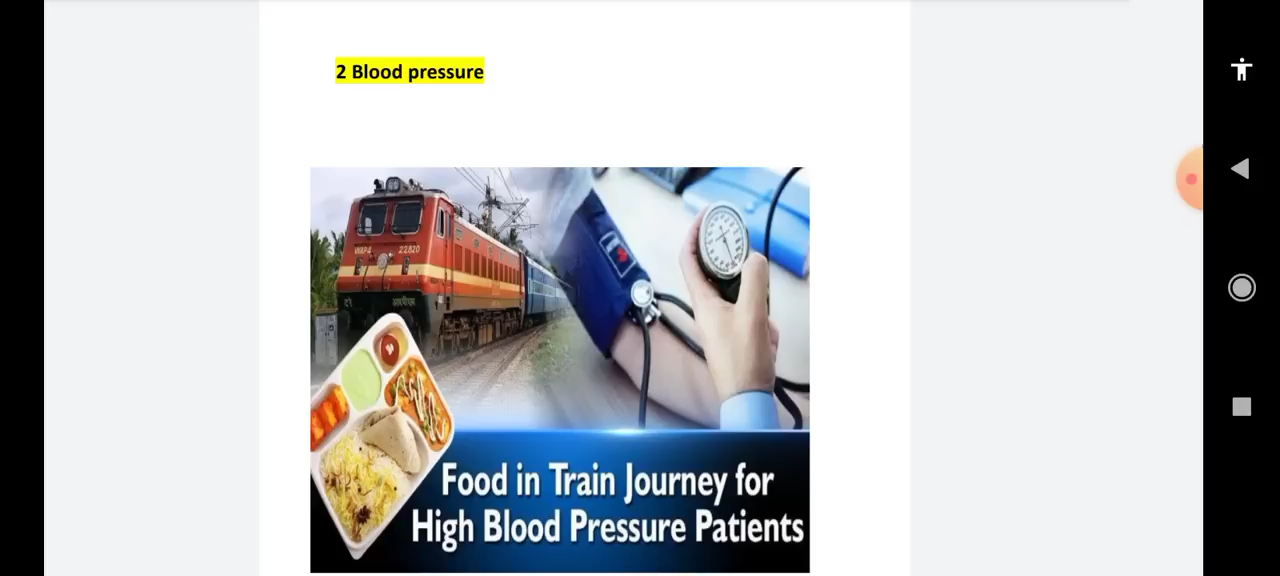 2 Blood pressure
WAP4 22820
Food in Train Journey for
High Blood Pressure Patients